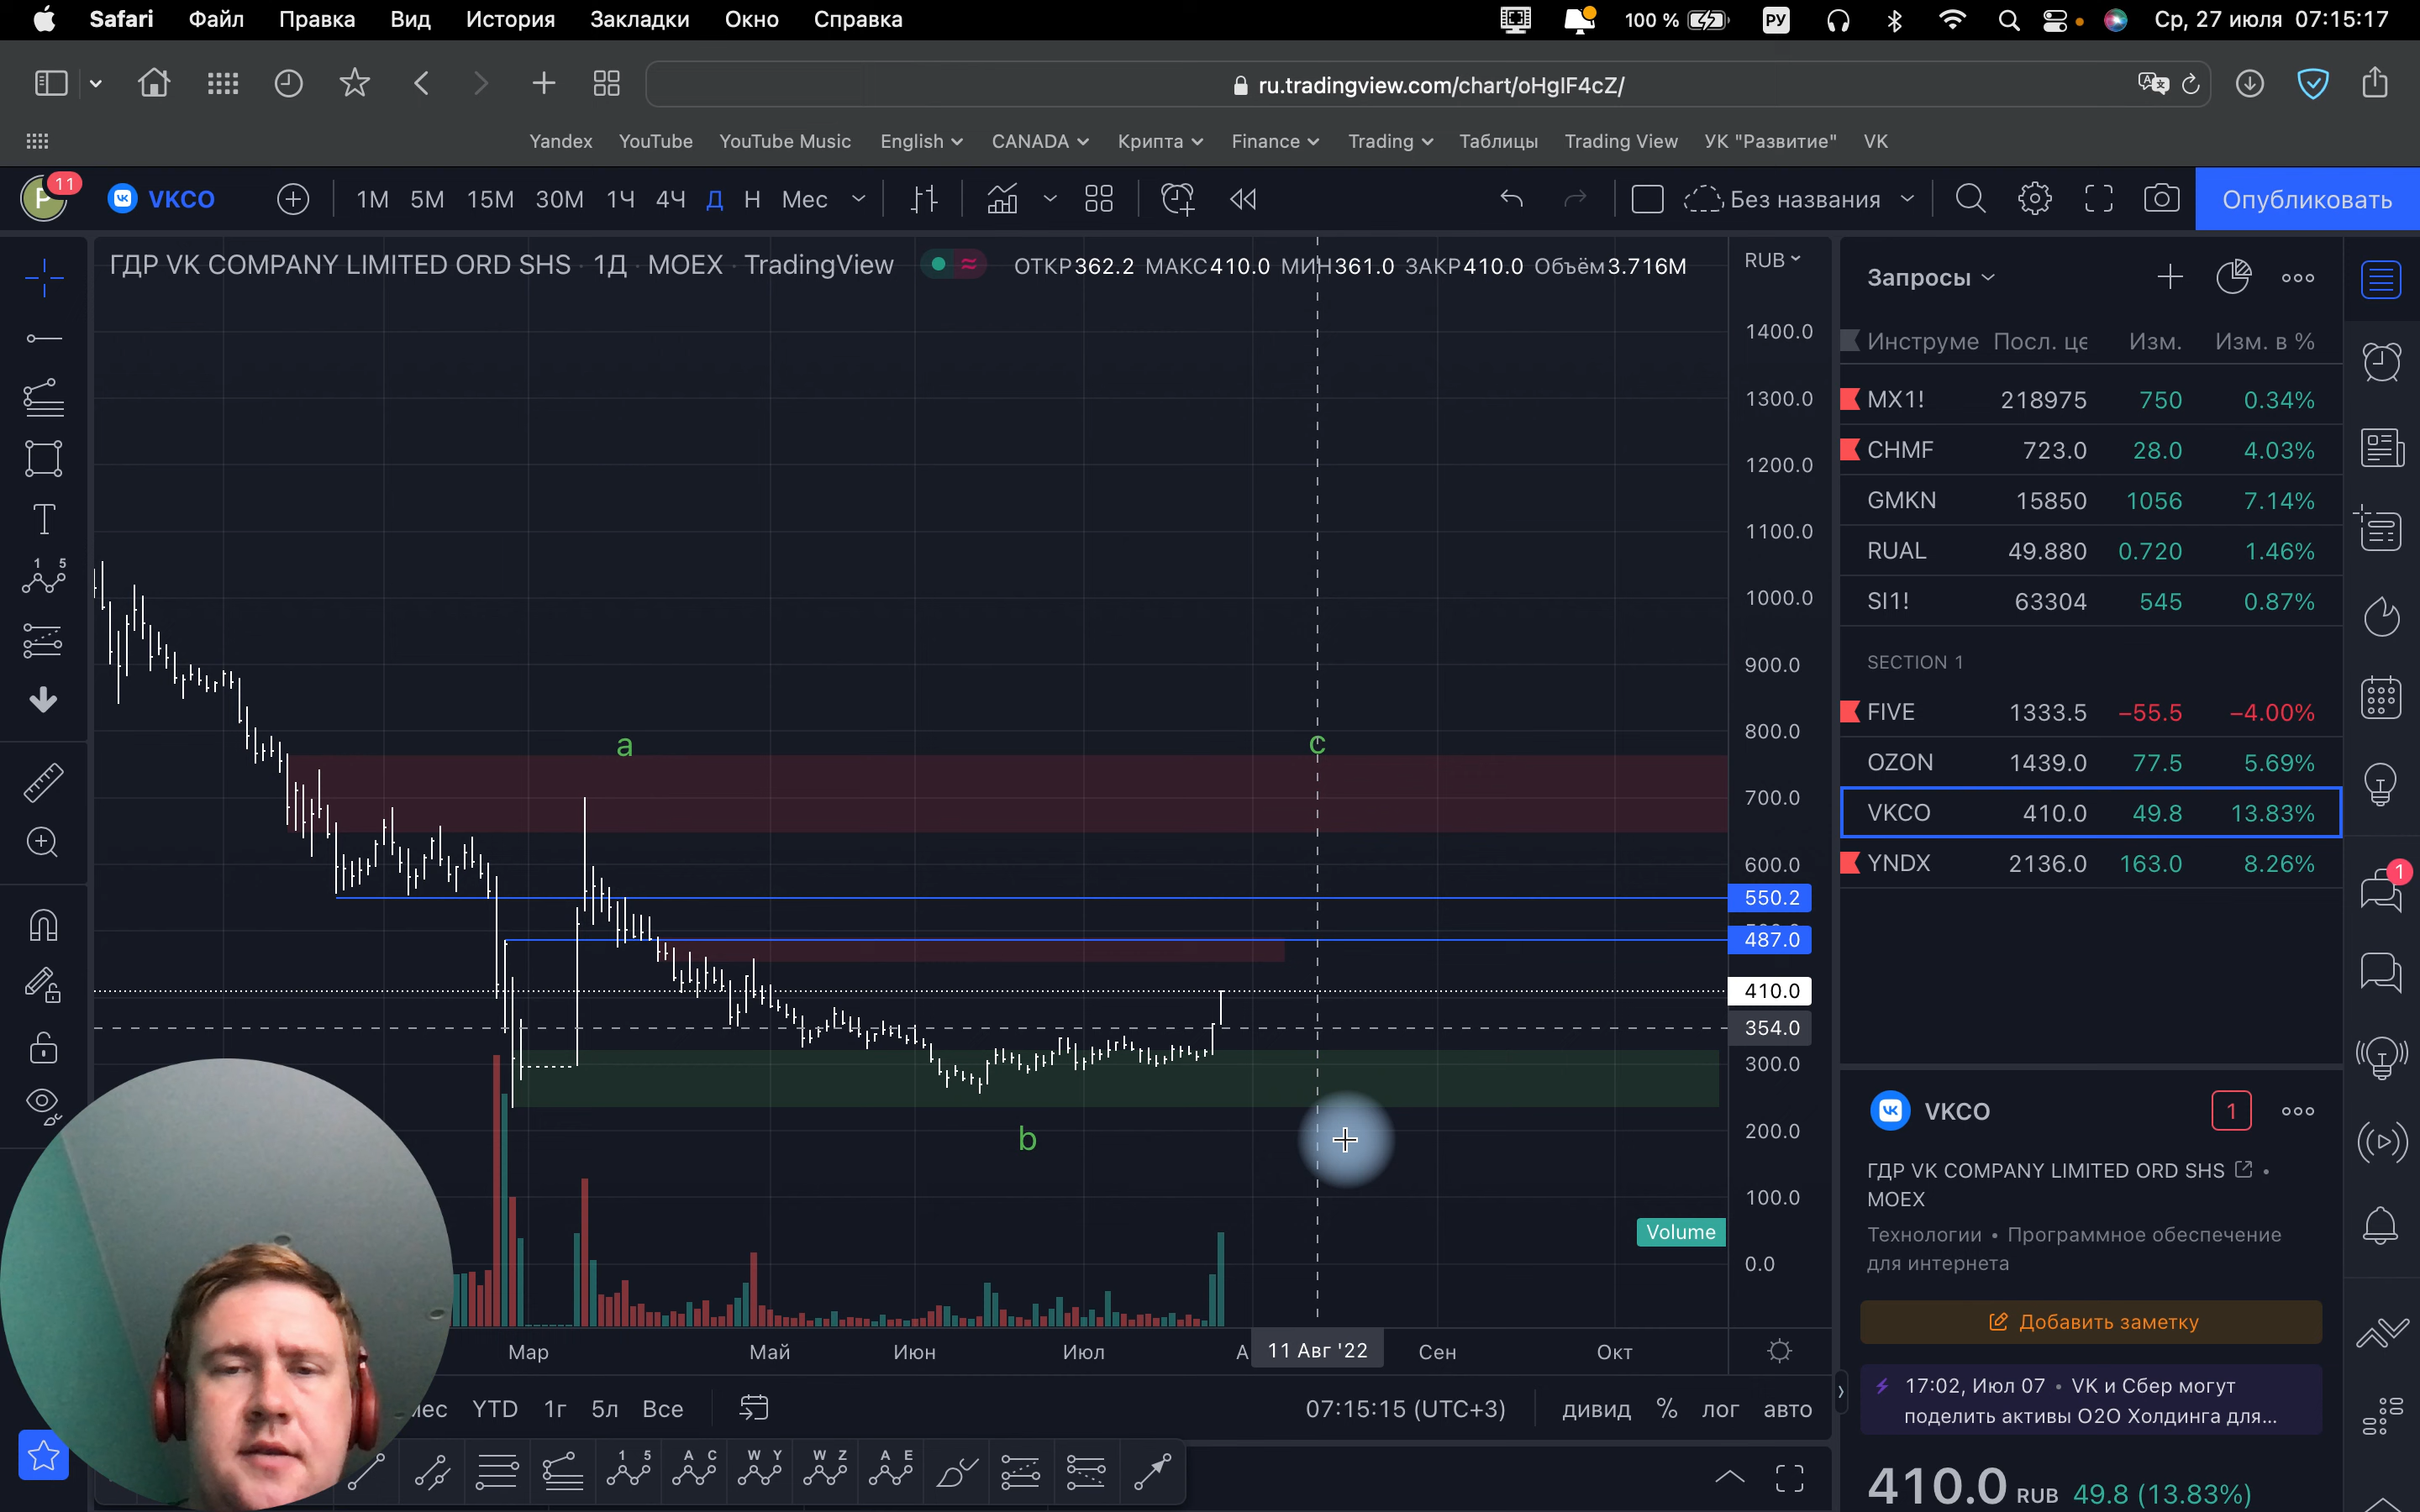 Safari Файл Правка Вид История Закладки Окно Справка 100 % РУ Ср, 27 июля 07:15:17
ru.tradingview.com/chart/oHgIF4cZ/
Yandex YouTube YouTube Music English CANADA Крипта Finance Trading Таблицы Trading View УК "Развитие" VK
P 11 VKCO 1М 5М 15М 30М 1Ч 4Ч Д Н Мес Без названия Опубликовать
ГДР VK COMPANY LIMITED ORD SHS · 1Д · MOEX · TradingView ОТКР362.2 МАКС410.0 МИН361.0 ЗАКР410.0 Объём3.716M
RUB
1400.0
1300.0
1200.0
1100.0
1000.0
900.0
800.0
700.0
600.0
550.2
487.0
410.0
354.0
300.0
200.0
100.0
0.0
a
c
b
Volume
Мар Май Июн Июл А 11 Авг '22 Сен Окт
YTD 1г 5л Все 07:15:15 (UTC+3) дивид % лог авто
1 5 A C W Y W Z A E
T
1 5
Запросы
Инструме Посл. це Изм. Изм. в %
MX1! 218975 750 0.34%
CHMF 723.0 28.0 4.03%
GMKN 15850 1056 7.14%
RUAL 49.880 0.720 1.46%
SI1! 63304 545 0.87%
SECTION 1
FIVE 1333.5 −55.5 −4.00%
OZON 1439.0 77.5 5.69%
VKCO 410.0 49.8 13.83%
YNDX 2136.0 163.0 8.26%
1
VKCO 1
ГДР VK COMPANY LIMITED ORD SHS •
MOEX
Технологии • Программное обеспечение
для интернета
Добавить заметку
17:02, Июл 07 • VK и Сбер могут
поделить активы О2О Холдинга для...
410.0 RUB 49.8 (13.83%)